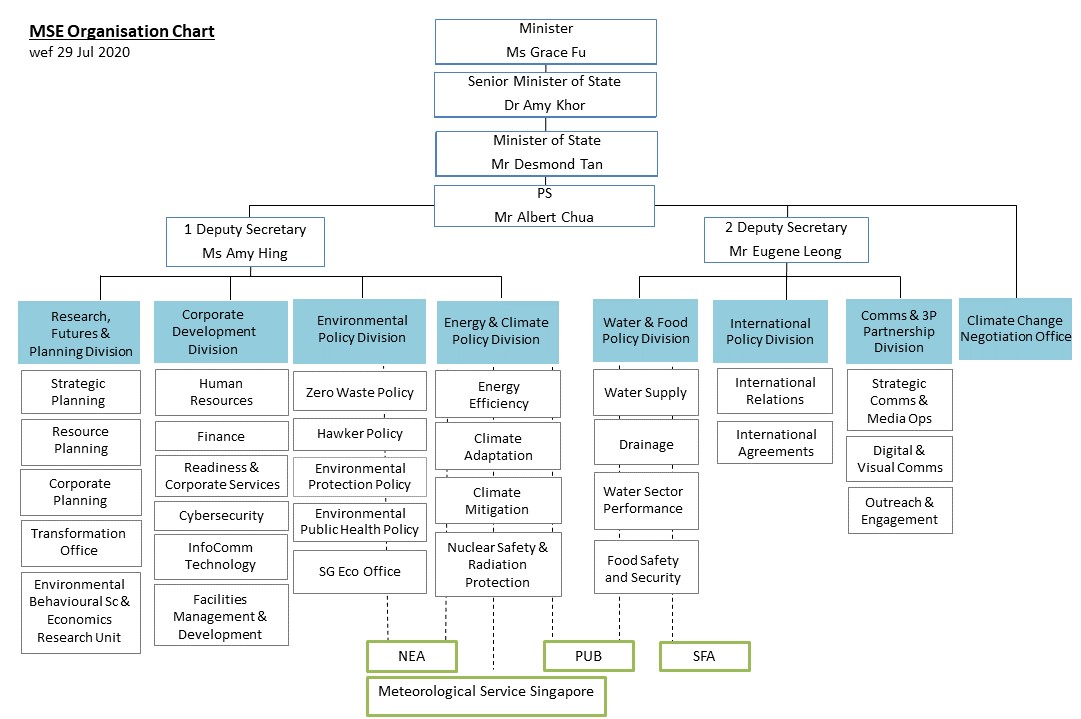 MSE Organisation Chart
wef 29 Jul 2020
Minister
Ms Grace Fu
Senior Minister of State
Dr Amy Khor
Minister of State
Mr Desmond Tan
PS
Mr Albert Chua
1 Deputy Secretary
Ms Amy Hing
2 Deputy Secretary
Mr Eugene Leong
Research,
Futures &
Planning Division
Strategic
Planning
Resource
Planning
Corporate
Planning
Transformation
Office
Environmental
Behavioural Sc &
Economics
Research Unit
Corporate
Development
Division
Human
Resources
Finance
Readiness &
Corporate Services
Cybersecurity
InfoComm
Technology
Facilities
Management &
Development
Environmental
Policy Division
Zero Waste Policy
Hawker Policy
Environmental
Protection Policy
Environmental
Public Health Policy
SG Eco Office
Energy & Climate
Policy Division
Energy
Efficiency
Climate
Adaptation
Climate
Mitigation
Nuclear Safety &
Radiation
Protection
Water & Food
Policy Division
Water Supply
Drainage
Water Sector
Performance
Food Safety
and Security
International
Policy Division
International
Relations
International
Agreements
Comms & 3P
Partnership
Division
Strategic
Comms &
Media Ops
Digital &
Visual Comms
Outreach &
Engagement
Climate Change
Negotiation Office
NEA
PUB
SFA
Meteorological Service Singapore